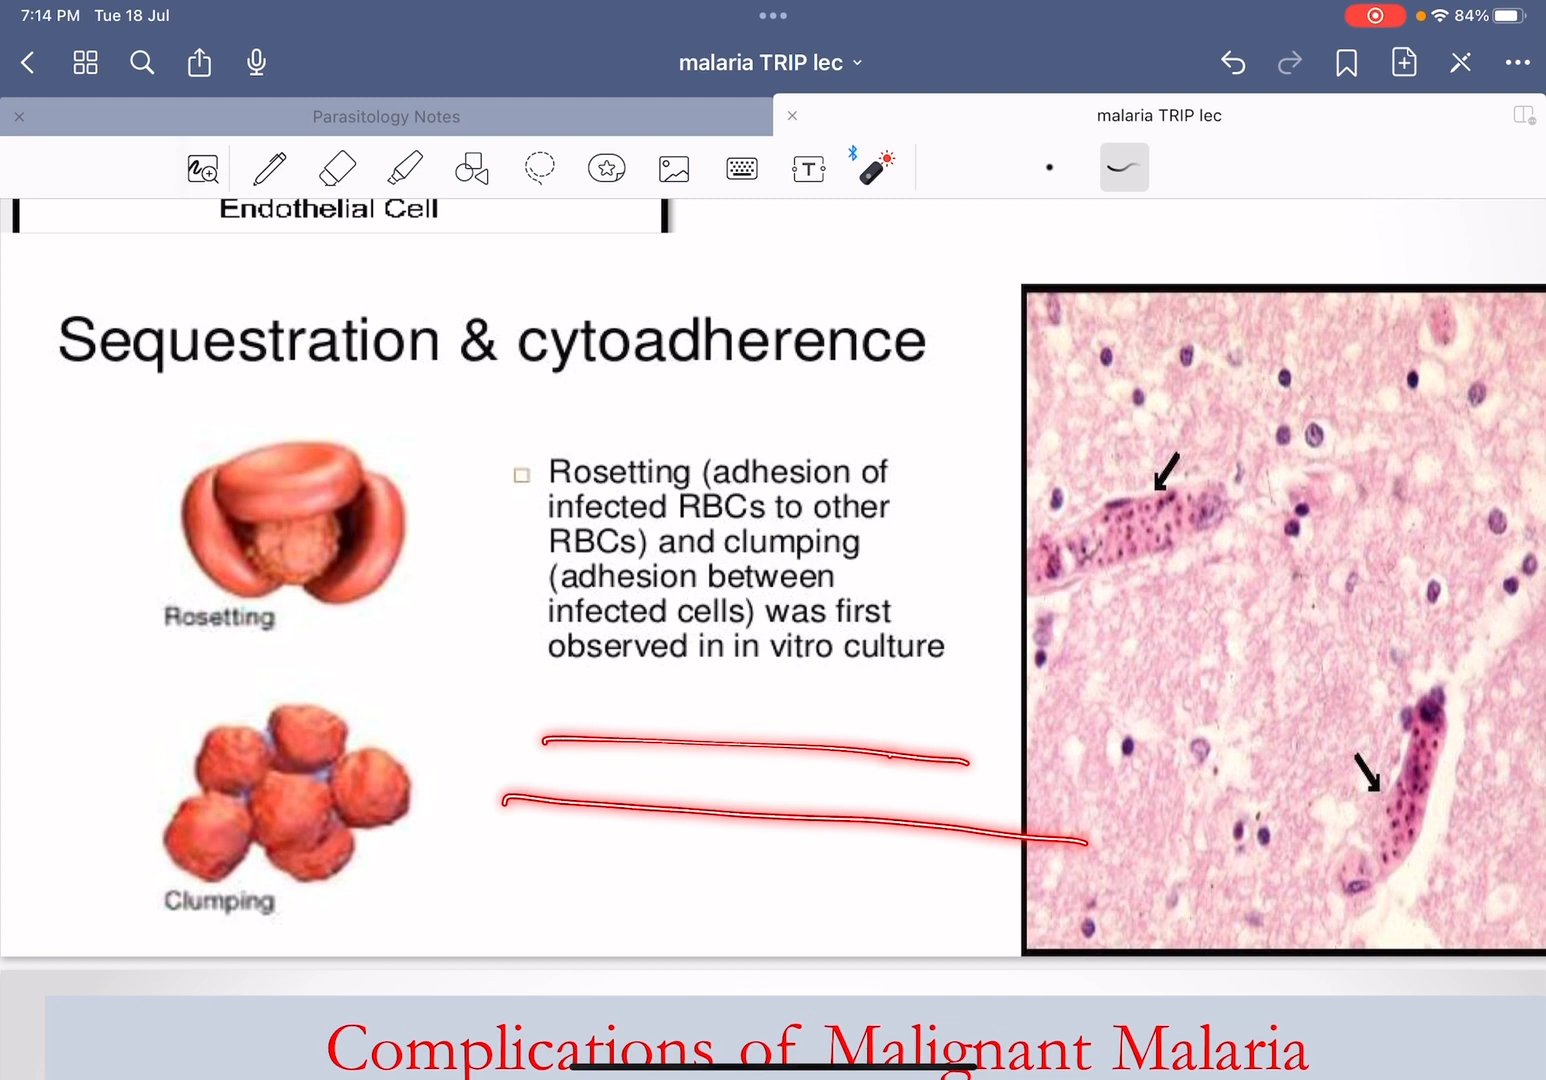 7:14 PM Tue 18 Jul
84%
malaria TRIP lec
Parasitology Notes
malaria TRIP lec
T
Endothelial Cell
Sequestration & cytoadherence
Rosetting (adhesion of
infected RBCs to other
RBCs) and clumping
(adhesion between
infected cells) was first
observed in in vitro culture
Rosetting
Clumping
Complications of Malignant Malaria